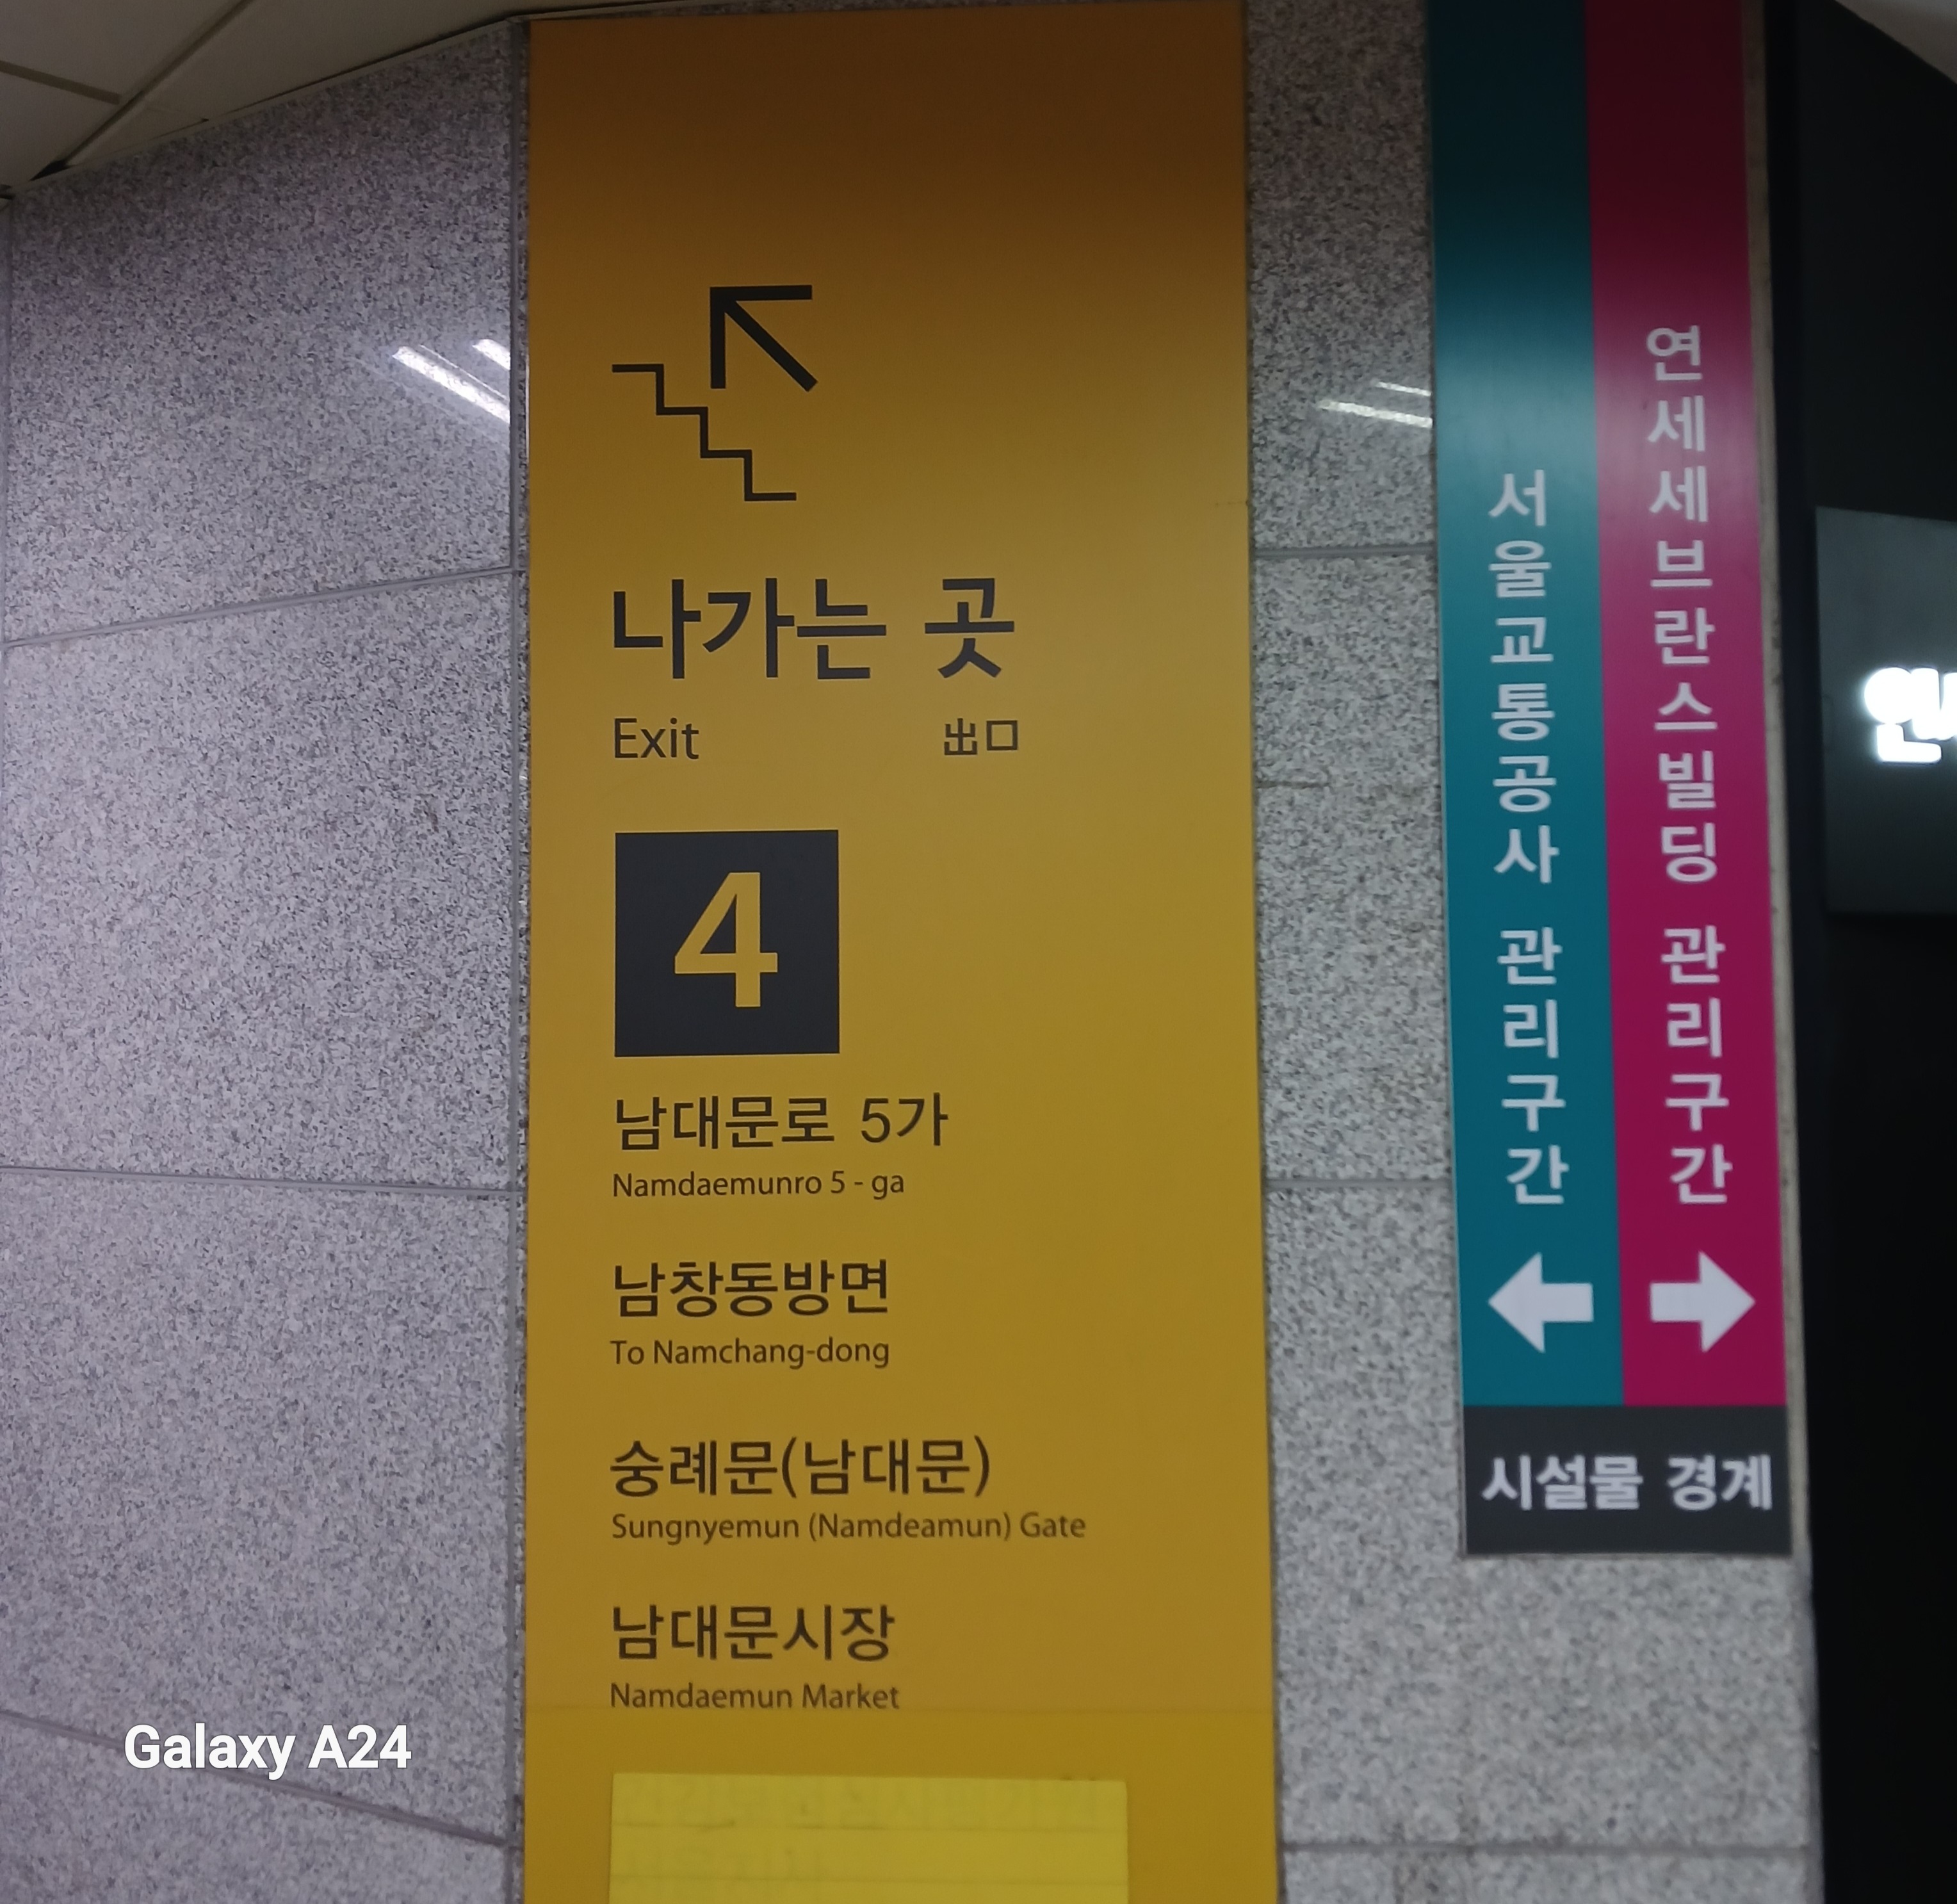 나가는 곳
Exit 出口
4
남대문로 5가
Namdaemunro 5 - ga
남창동방면
To Namchang-dong
숭례문(남대문)
Sungnyemun (Namdeamun) Gate
남대문시장
Namdaemun Market
서울교통공사 관리구간
연세세브란스빌딩 관리구간
시설물 경계
Galaxy A24